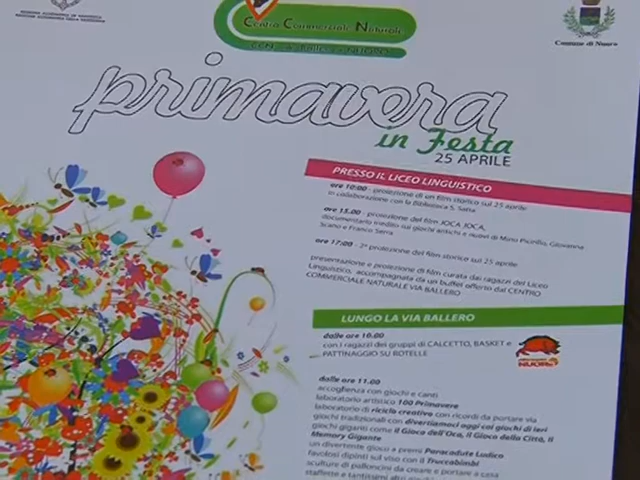 Centro Commerciale Naturale
Comune di Nuoro
primavera
in Festa
25 APRILE
PRESSO IL LICEO LINGUISTICO
ore 10:00 - proiezione di un film storico sul 25 aprile
in collaborazione con la Biblioteca S. Satta
ore 15.00 - proiezione del film JOCA JOCA,
documentario inedito sui giochi antichi e nuovi di Mino Piccillo, Giovanna
Scano e Franco Serra
ore 17:00 - 2ª proiezione del film storico sul 25 aprile
presentazione e proiezione di film curata dai ragazzi del Liceo
Linguistico, accompagnata da un buffet offerto dal CENTRO
COMMERCIALE NATURALE VIA BALLERO
LUNGO LA VIA BALLERO
dalle ore 10.00
con i ragazzi dei gruppi di CALCETTO, BASKET e
PATTINAGGIO SU ROTELLE
NUORO
dalle ore 11.00
accoglienza con giochi e canti
laboratorio artistico 100 Primavere
laboratorio di riciclo creativo con ricordi da portare via
giochi tradizionali con divertiamoci oggi coi giochi di ieri
giochi giganti come il Gioco dell'Oca, il Gioco della Città, il
Memory Gigante
un divertente gioco a premi Paracadute Ludico
favolosi dipinti sul viso con il Truccabimbi
sculture di palloncini da creare e portare a casa
staffette e tantissimi altri